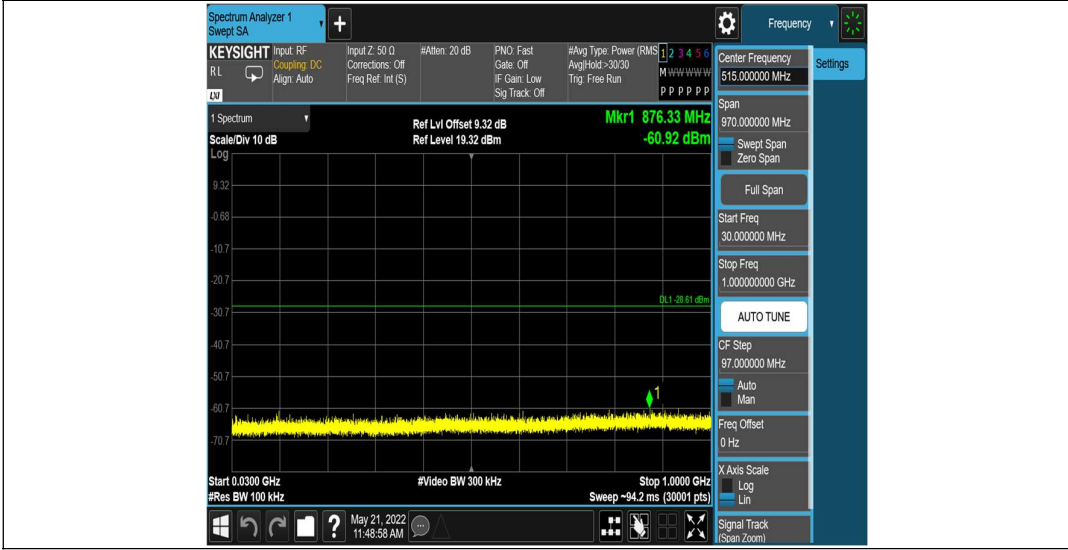 Spectrum Analyzer 1
Swept SA
+
Frequency
KEYSIGHT
RL
LXI
Input: RF
Coupling: DC
Align: Auto
Input Z: 50 Ω
Corrections: Off
Freq Ref: Int (S)
#Atten: 20 dB
PNO: Fast
Gate: Off
IF Gain: Low
Sig Track: Off
#Avg Type: Power (RMS
Avg|Hold:>30/30
Trig: Free Run
1 2 3 4 5 6
M W W W W W
P P P P P P
1 Spectrum
Scale/Div 10 dB
Ref Lvl Offset 9.32 dB
Ref Level 19.32 dBm
Mkr1 876.33 MHz
-60.92 dBm
Log
9.32
-0.68
-10.7
-20.7
-30.7
-40.7
-50.7
-60.7
-70.7
DL1 -28.61 dBm
1
Start 0.0300 GHz
#Res BW 100 kHz
#Video BW 300 kHz
Stop 1.0000 GHz
Sweep ~94.2 ms (30001 pts)
?
May 21, 2022
11:48:58 AM
Center Frequency
515.000000 MHz
Settings
Span
970.000000 MHz
Swept Span
Zero Span
Full Span
Start Freq
30.000000 MHz
Stop Freq
1.000000000 GHz
AUTO TUNE
CF Step
97.000000 MHz
Auto
Man
Freq Offset
0 Hz
X Axis Scale
Log
Lin
Signal Track
(Span Zoom)